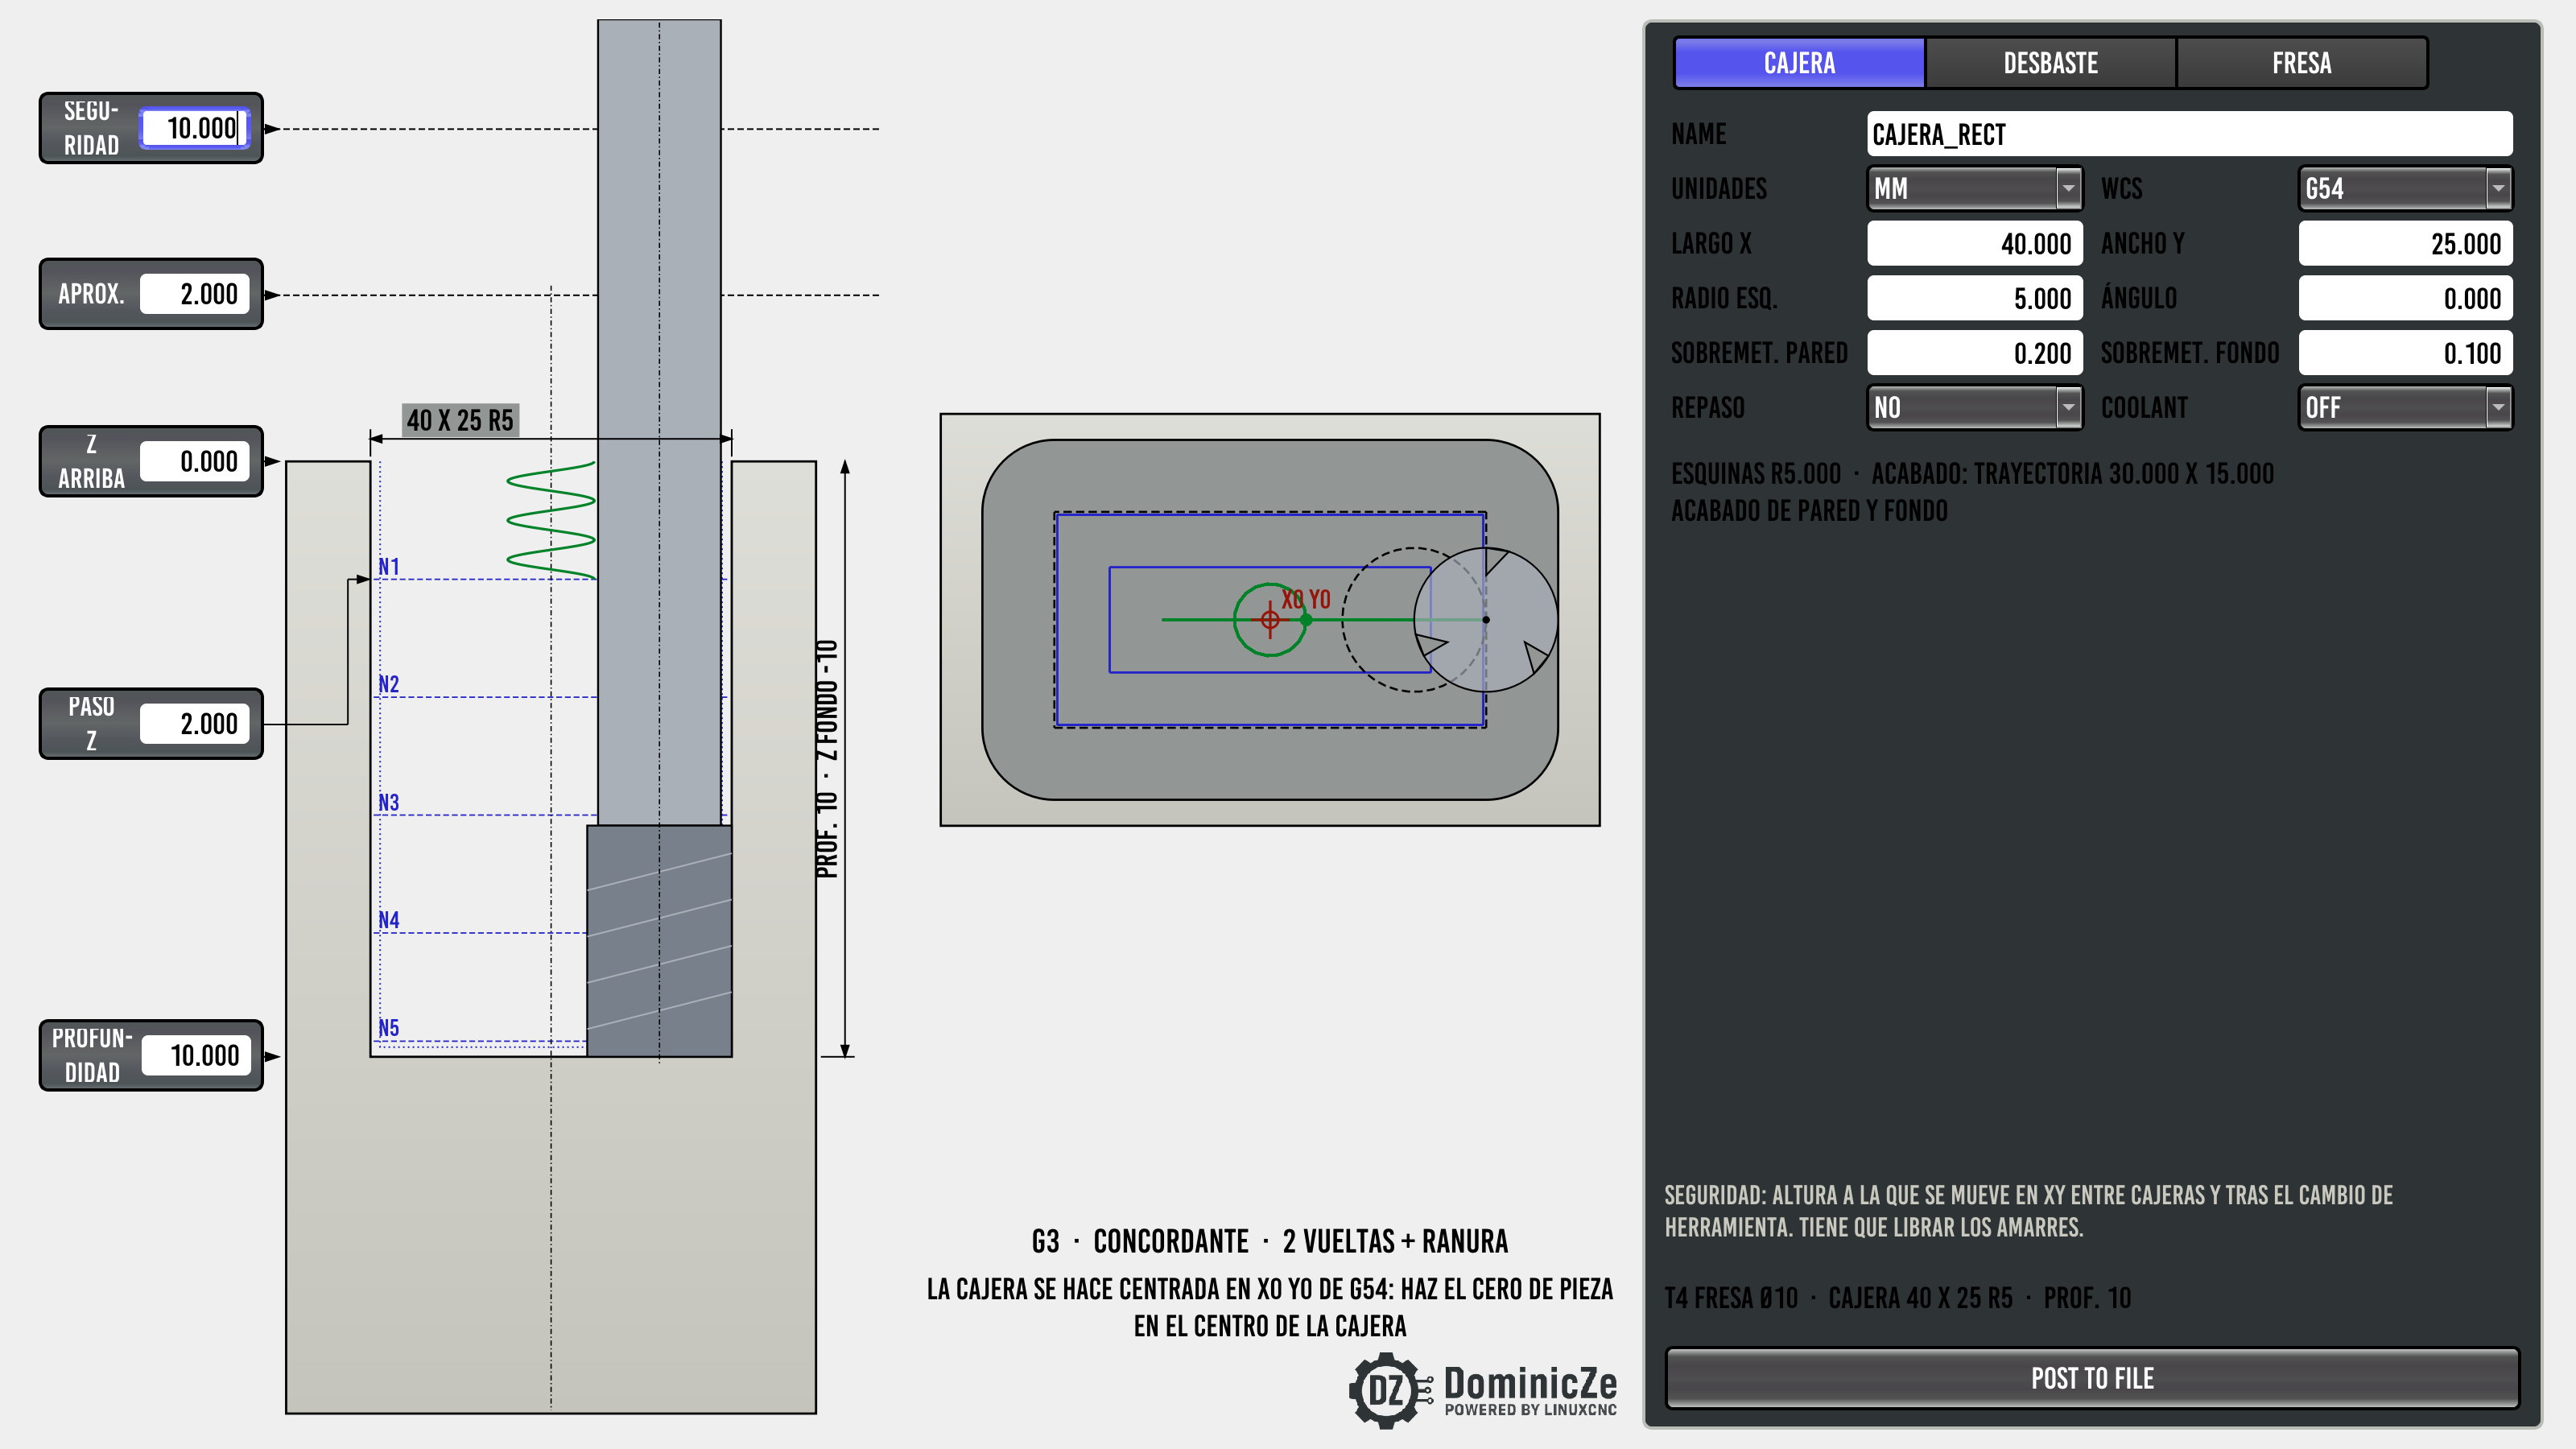 SEGU-
RIDAD
10.000
APROX.
2.000
Z
ARRIBA
0.000
PASO
Z
2.000
PROFUN-
DIDAD
10.000
40 X 25 R5
N1
N2
N3
N4
N5
PROF. 10 · Z FONDO -10
X0 Y0
G3 · CONCORDANTE · 2 VUELTAS + RANURA
LA CAJERA SE HACE CENTRADA EN X0 Y0 DE G54: HAZ EL CERO DE PIEZA
EN EL CENTRO DE LA CAJERA
DZ
DominicZe
POWERED BY LINUXCNC
CAJERA DESBASTE FRESA
NAME CAJERA_RECT
UNIDADES MM WCS G54
LARGO X 40.000 ANCHO Y 25.000
RADIO ESQ. 5.000 ÁNGULO 0.000
SOBREMET. PARED 0.200 SOBREMET. FONDO 0.100
REPASO NO COOLANT OFF
ESQUINAS R5.000 · ACABADO: TRAYECTORIA 30.000 X 15.000
ACABADO DE PARED Y FONDO
SEGURIDAD: ALTURA A LA QUE SE MUEVE EN XY ENTRE CAJERAS Y TRAS EL CAMBIO DE
HERRAMIENTA. TIENE QUE LIBRAR LOS AMARRES.
T4 FRESA Ø10 · CAJERA 40 X 25 R5 · PROF. 10
POST TO FILE